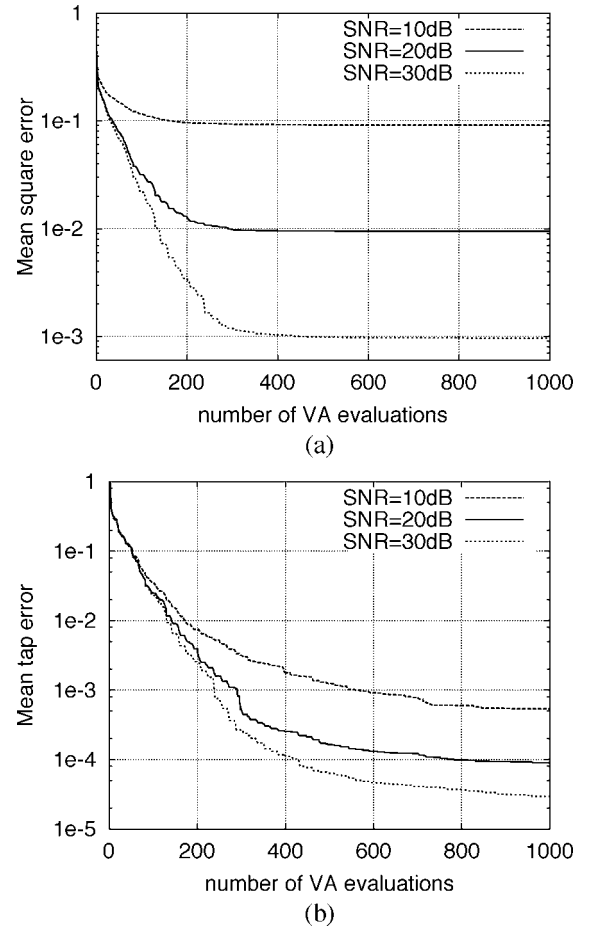 1
1e-1
1e-2
1e-3
Mean square error
SNR=10dB
SNR=20dB
SNR=30dB
0 200 400 600 800 1000
number of VA evaluations
(a)
1
1e-1
1e-2
1e-3
1e-4
1e-5
Mean tap error
SNR=10dB
SNR=20dB
SNR=30dB
0 200 400 600 800 1000
number of VA evaluations
(b)